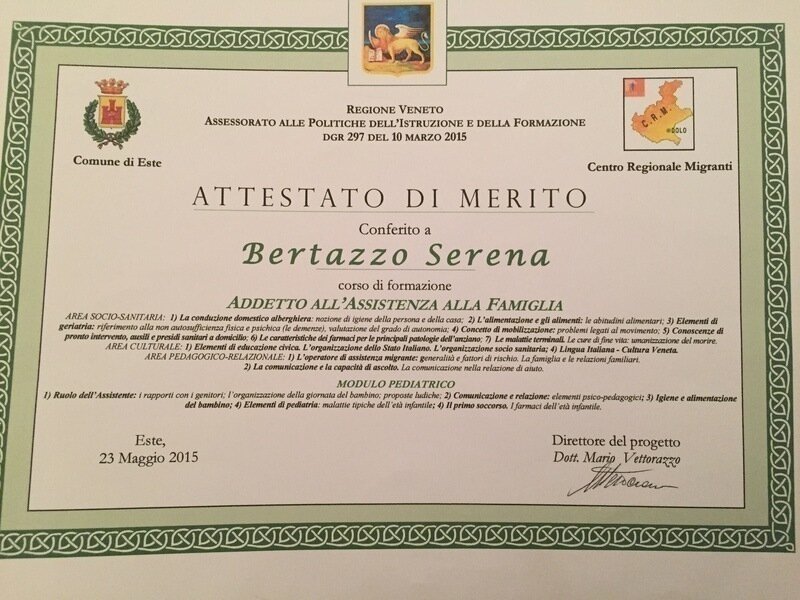 REGIONE VENETO
ASSESSORATO ALLE POLITICHE DELL'ISTRUZIONE E DELLA FORMAZIONE
DGR 297 DEL 10 MARZO 2015
Comune di Este
C.R.M.
DOLO
Centro Regionale Migranti
ATTESTATO DI MERITO
Conferito a
Bertazzo Serena
corso di formazione
ADDETTO ALL'ASSISTENZA ALLA FAMIGLIA
AREA SOCIO-SANITARIA: 1) La conduzione domestico alberghiera: nozione di igiene della persona e della casa; 2) L'alimentazione e gli alimenti: le abitudini alimentari; 3) Elementi di
geriatria: riferimento alla non autosufficienza fisica e psichica (le demenze), valutazione del grado di autonomia; 4) Concetto di mobilizzazione: problemi legati al movimento; 5) Conoscenze di
pronto intervento, ausili e presidi sanitari a domicilio; 6) Le caratteristiche dei farmaci per le principali patologie dell'anziano; 7) Le malattie terminali. Le cure di fine vita: umanizzazione del morire.
AREA CULTURALE: 1) Elementi di educazione civica. L'organizzazione dello Stato Italiano. L'organizzazione socio sanitaria; 4) Lingua Italiana - Cultura Veneta.
AREA PEDAGOGICO-RELAZIONALE: 1) L'operatore di assistenza migrante: generalità e fattori di rischio. La famiglia e le relazioni familiari.
2) La comunicazione e la capacità di ascolto. La comunicazione nella relazione di aiuto.
MODULO PEDIATRICO
1) Ruolo dell'Assistente: i rapporti con i genitori; l'organizzazione della giornata del bambino; proposte ludiche; 2) Comunicazione e relazione: elementi psico-pedagogici; 3) Igiene e alimentazione
del bambino; 4) Elementi di pediatria: malattie tipiche dell'età infantile; 4) Il primo soccorso. I farmaci dell'età infantile.
Este,
23 Maggio 2015
Direttore del progetto
Dott. Mario Vettorazzo